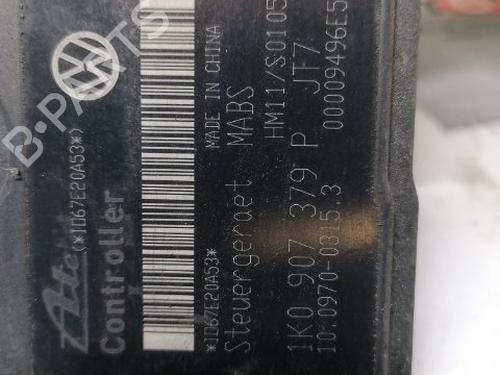 Ate
Controller
(*1D67E20A53*)
*1D67E20A53*
MADE IN CHINA
Steuergeraet MABS
HM11/S0105
1K0 907 379 P JT7
10.0970-0315.3
00009496E5
B-PARTS